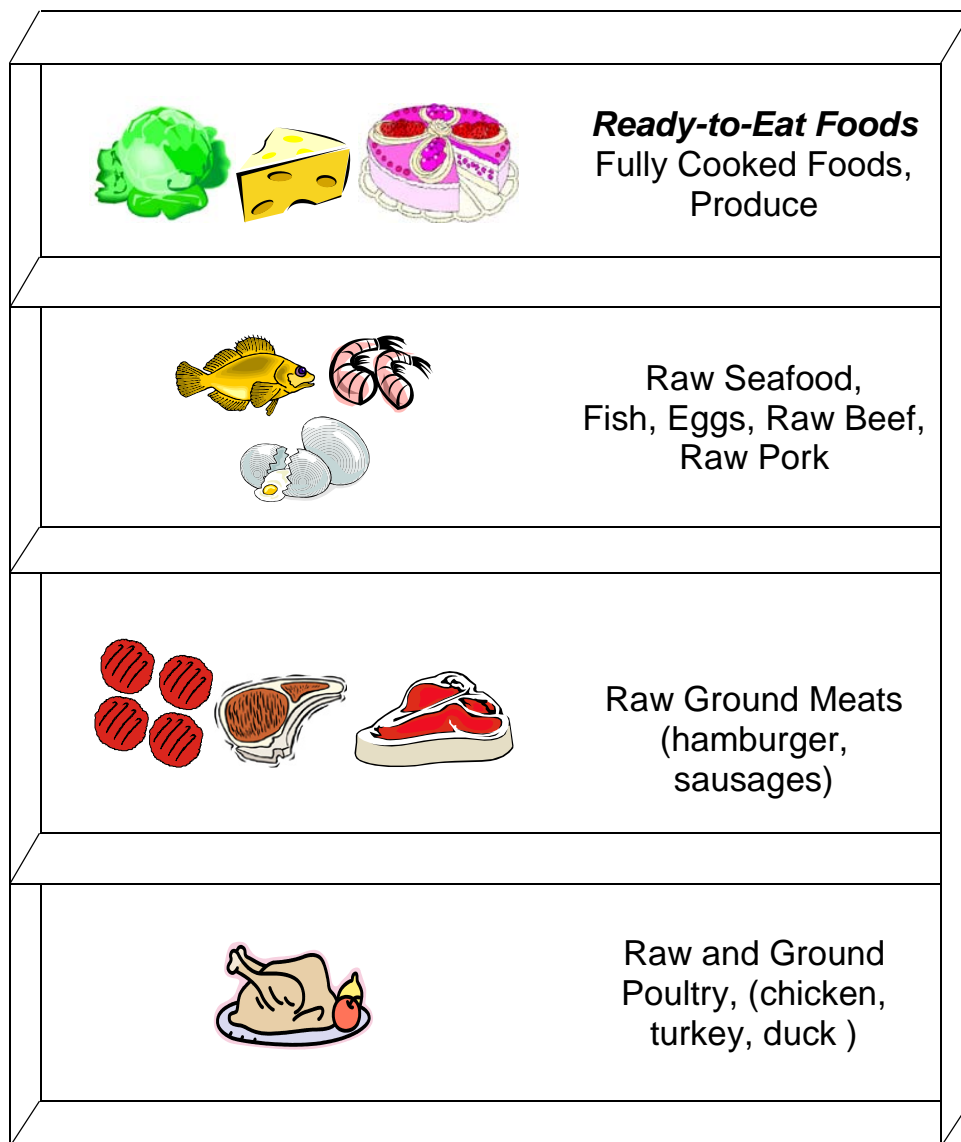 Ready-to-Eat Foods
Fully Cooked Foods,
Produce
Raw Seafood,
Fish, Eggs, Raw Beef,
Raw Pork
Raw Ground Meats
(hamburger,
sausages)
Raw and Ground
Poultry, (chicken,
turkey, duck )